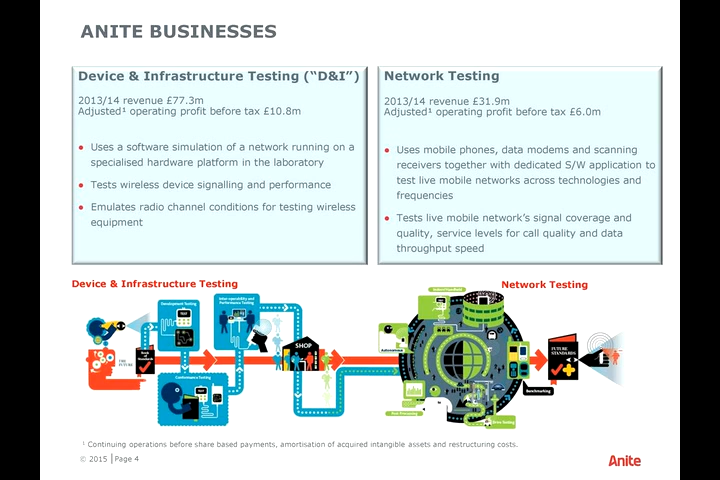 ANITE BUSINESSES
Device & Infrastructure Testing (“D&I”)
2013/14 revenue £77.3m
Adjusted¹ operating profit before tax £10.8m
● Uses a software simulation of a network running on a
specialised hardware platform in the laboratory
● Tests wireless device signalling and performance
● Emulates radio channel conditions for testing wireless
equipment
Network Testing
2013/14 revenue £31.9m
Adjusted¹ operating profit before tax £6.0m
● Uses mobile phones, data modems and scanning
receivers together with dedicated S/W application to
test live mobile networks across technologies and
frequencies
● Tests live mobile network’s signal coverage and
quality, service levels for call quality and data
throughput speed
Device & Infrastructure Testing
Network Testing
Development Testing
Inter-operability and
Performance Testing
THE
FUTURE
SHOP
Conformance Testing
Autonomous
FUTURE
STANDARDS
Benchmarking
Drive Testing
¹ Continuing operations before share based payments, amortisation of acquired intangible assets and restructuring costs.
© 2015 | Page 4
Anite